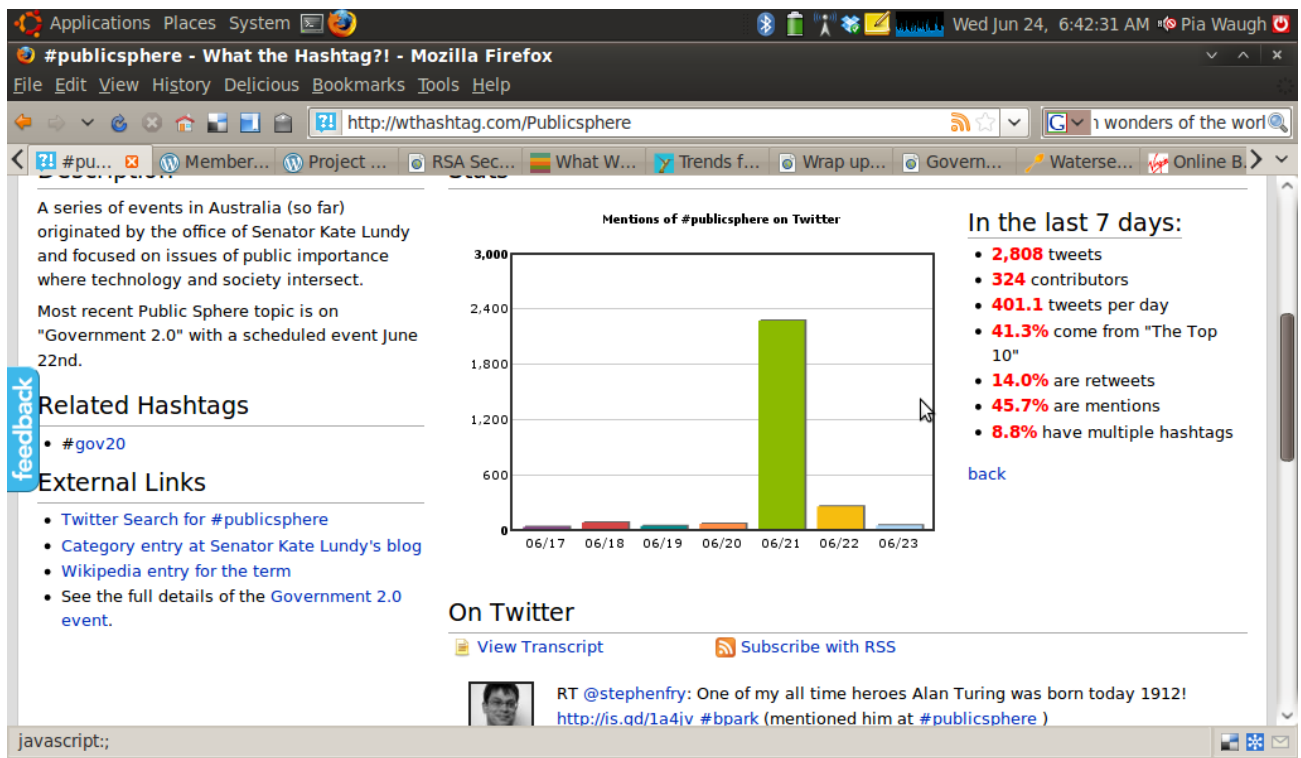 Applications Places System Wed Jun 24, 6:42:31 AM Pia Waugh
#publicsphere - What the Hashtag?! - Mozilla Firefox
File Edit View History Delicious Bookmarks Tools Help
http://wthashtag.com/Publicsphere
G wonders of the worl
#pu... Member... Project ... RSA Sec... What W... Trends f... Wrap up... Govern... Waterse... Online B.
Description
A series of events in Australia (so far)
originated by the office of Senator Kate Lundy
and focused on issues of public importance
where technology and society intersect.
Most recent Public Sphere topic is on
"Government 2.0" with a scheduled event June
22nd.
feedback
Related Hashtags
#gov20
External Links
Twitter Search for #publicsphere
Category entry at Senator Kate Lundy's blog
Wikipedia entry for the term
See the full details of the Government 2.0
event.
Stats
Mentions of #publicsphere on Twitter
3,000
2,400
1,800
1,200
600
0
06/17 06/18 06/19 06/20 06/21 06/22 06/23
In the last 7 days:
2,808 tweets
324 contributors
401.1 tweets per day
41.3% come from "The Top
10"
14.0% are retweets
45.7% are mentions
8.8% have multiple hashtags
back
On Twitter
View Transcript Subscribe with RSS
RT @stephenfry: One of my all time heroes Alan Turing was born today 1912!
http://is.gd/1a4jv #bpark (mentioned him at #publicsphere )
javascript:;